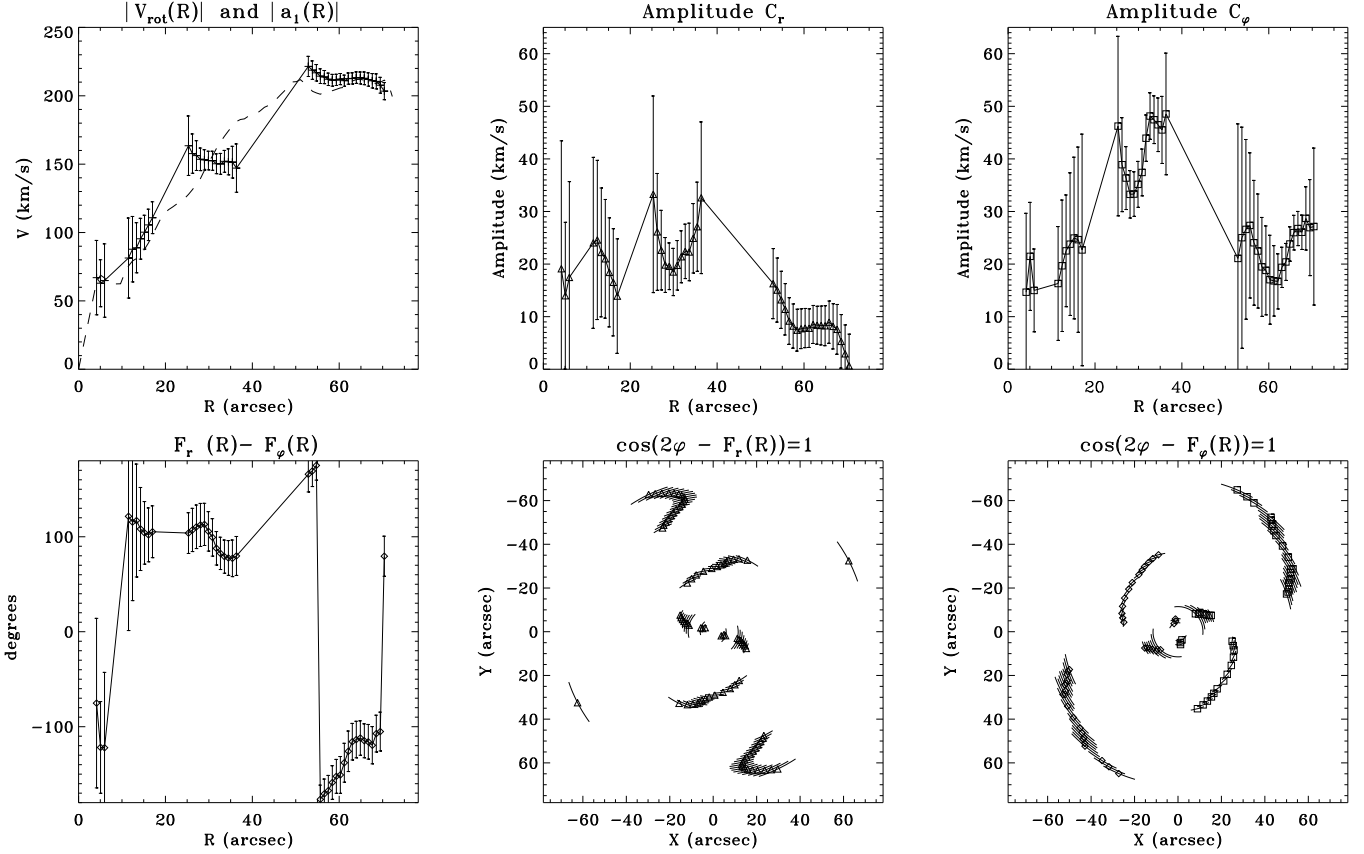 |V_rot(R)| and |a_1(R)|
250
200
150
100
50
0
V (km/s)
0 20 40 60
R (arcsec)
Amplitude C_r
60
50
40
30
20
10
0
Amplitude (km/s)
0 20 40 60
R (arcsec)
Amplitude C_φ
60
50
40
30
20
10
0
Amplitude (km/s)
0 20 40 60
R (arcsec)
F_r (R)− F_φ(R)
100
0
−100
degrees
0 20 40 60
R (arcsec)
cos(2φ − F_r(R))=1
−60
−40
−20
0
20
40
60
Y (arcsec)
−60 −40 −20 0 20 40 60
X (arcsec)
cos(2φ − F_φ(R))=1
−60
−40
−20
0
20
40
60
Y (arcsec)
−60 −40 −20 0 20 40 60
X (arcsec)